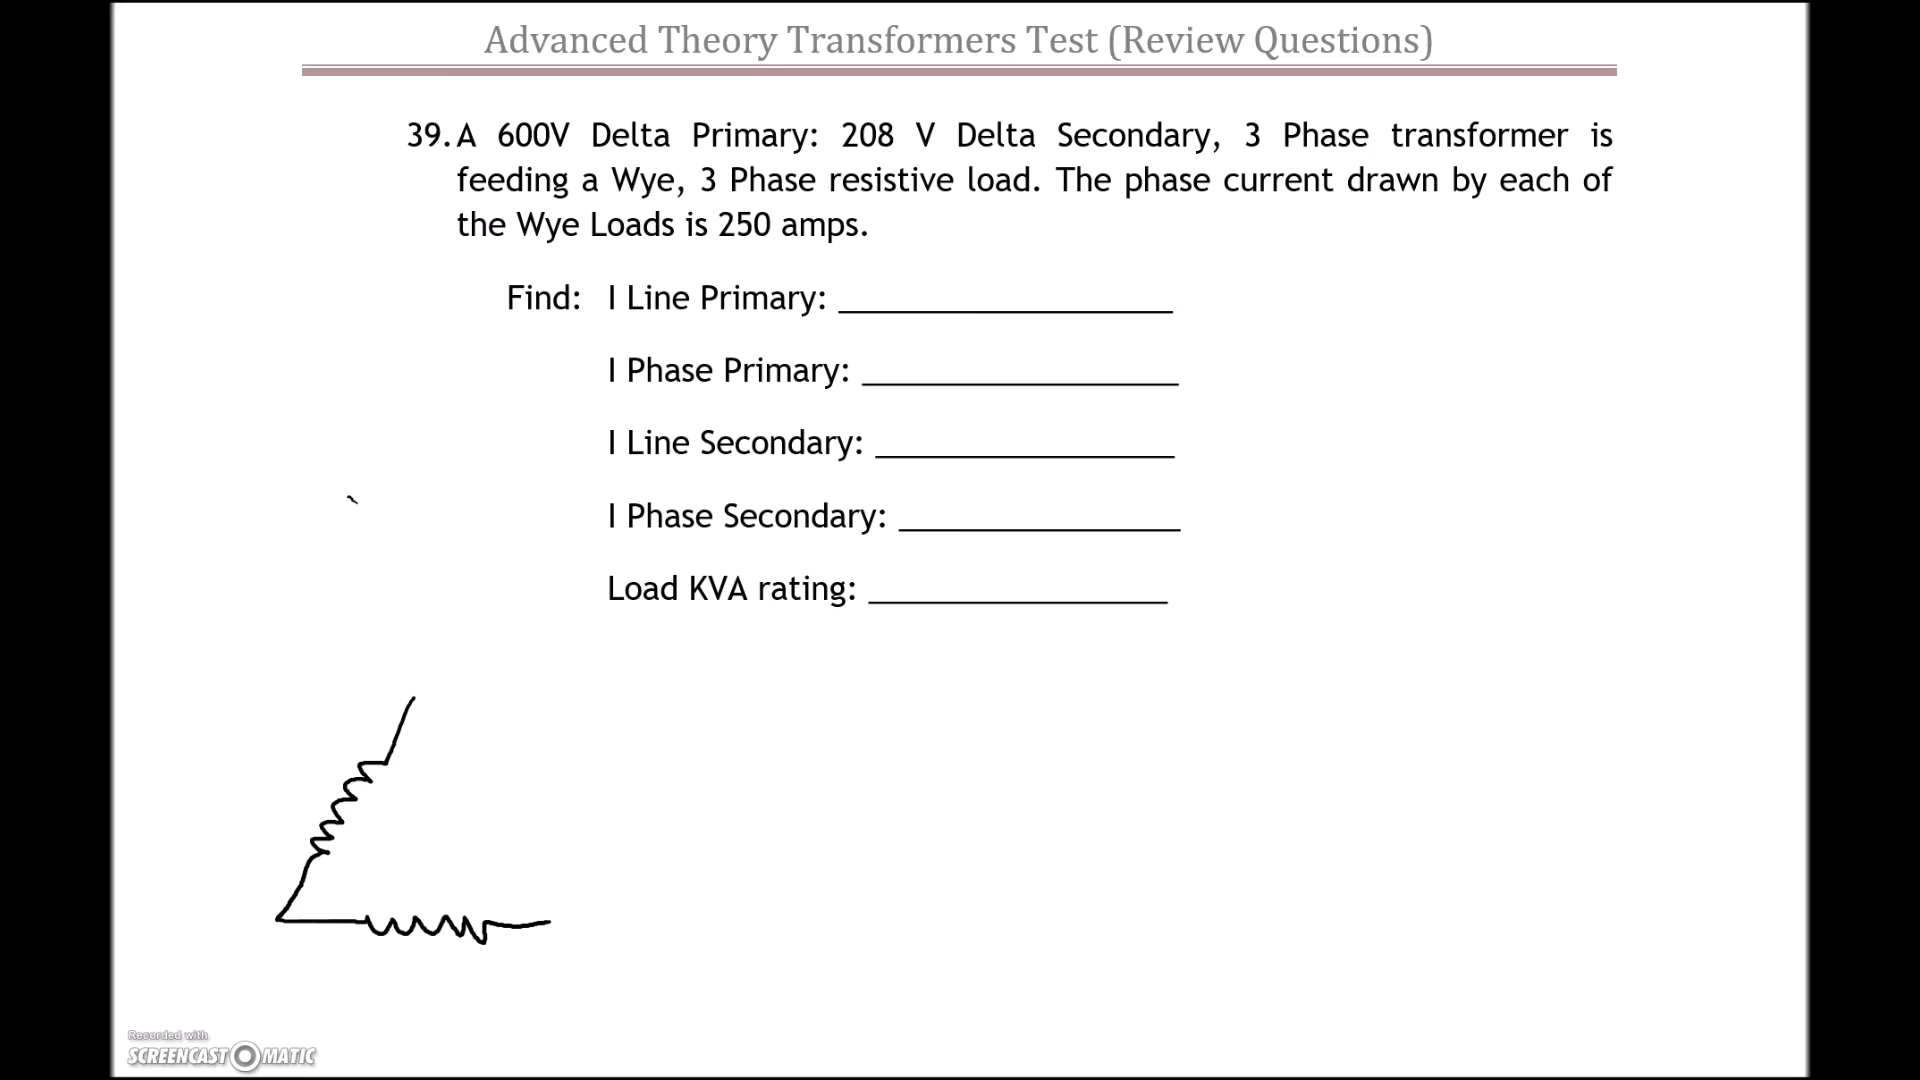 Advanced Theory Transformers Test (Review Questions)
39. A 600V Delta Primary: 208 V Delta Secondary, 3 Phase transformer is
feeding a Wye, 3 Phase resistive load. The phase current drawn by each of
the Wye Loads is 250 amps.
Find: I Line Primary: ____________________
I Phase Primary: ___________________
I Line Secondary: __________________
I Phase Secondary: _________________
Load KVA rating: __________________
Recorded with
SCREENCAST O MATIC